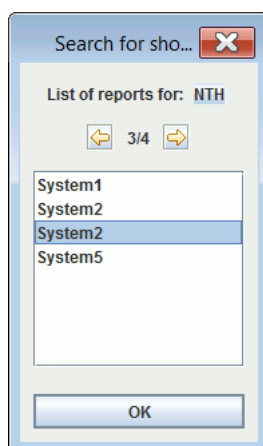 Search for sho...
List of reports for: NTH
3/4
System1
System2
System2
System5
OK